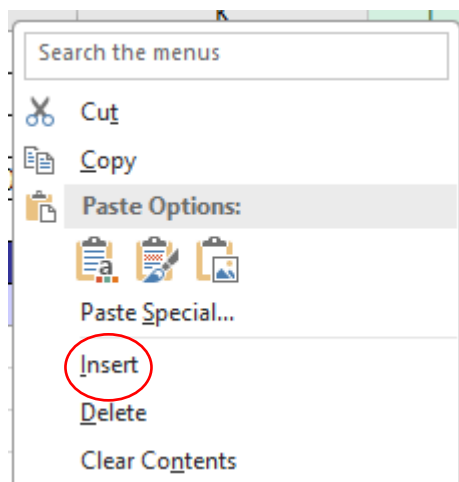 K
Search the menus
Cut
Copy
Paste Options:
a
Paste Special...
Insert
Delete
Clear Contents